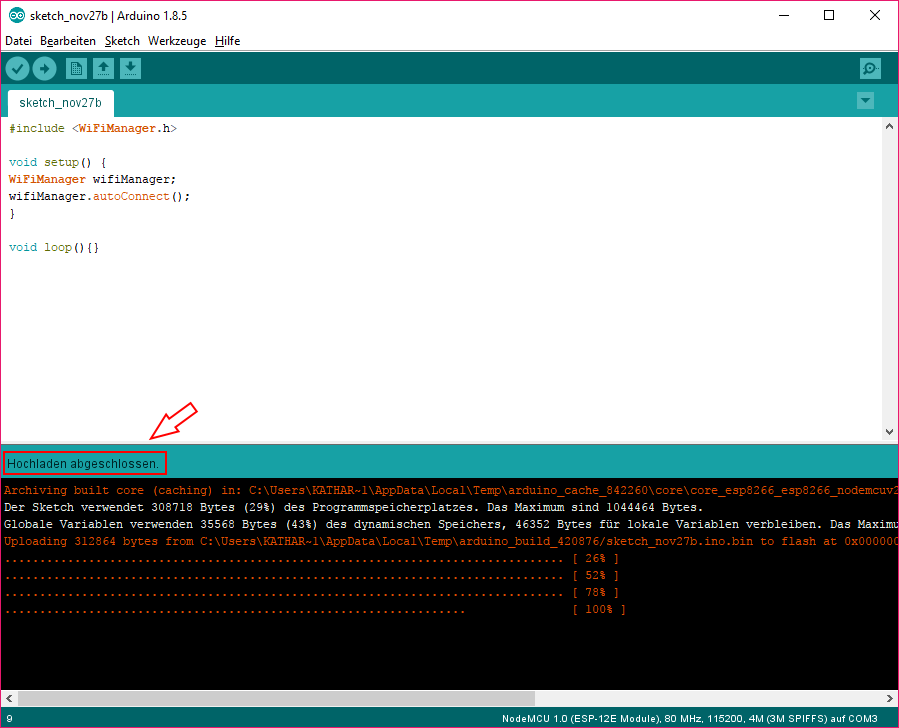 sketch_nov27b | Arduino 1.8.5
Datei Bearbeiten Sketch Werkzeuge Hilfe
sketch_nov27b
#include <WiFiManager.h>
void setup() {
WiFiManager wifiManager;
wifiManager.autoConnect();
}
void loop(){}
Hochladen abgeschlossen.
Archiving built core (caching) in: C:\Users\KATHAR~1\AppData\Local\Temp\arduino_cache_842260\core\core_esp8266_esp8266_nodemcuv2
Der Sketch verwendet 308718 Bytes (29%) des Programmspeicherplatzes. Das Maximum sind 1044464 Bytes.
Globale Variablen verwenden 35568 Bytes (43%) des dynamischen Speichers, 46352 Bytes für lokale Variablen verbleiben. Das Maximu
Uploading 312864 bytes from C:\Users\KATHAR~1\AppData\Local\Temp\arduino_build_420876/sketch_nov27b.ino.bin to flash at 0x000000
................................................................................ [ 26% ]
................................................................................ [ 52% ]
................................................................................ [ 78% ]
.................................................................. [ 100% ]
9 NodeMCU 1.0 (ESP-12E Module), 80 MHz, 115200, 4M (3M SPIFFS) auf COM3